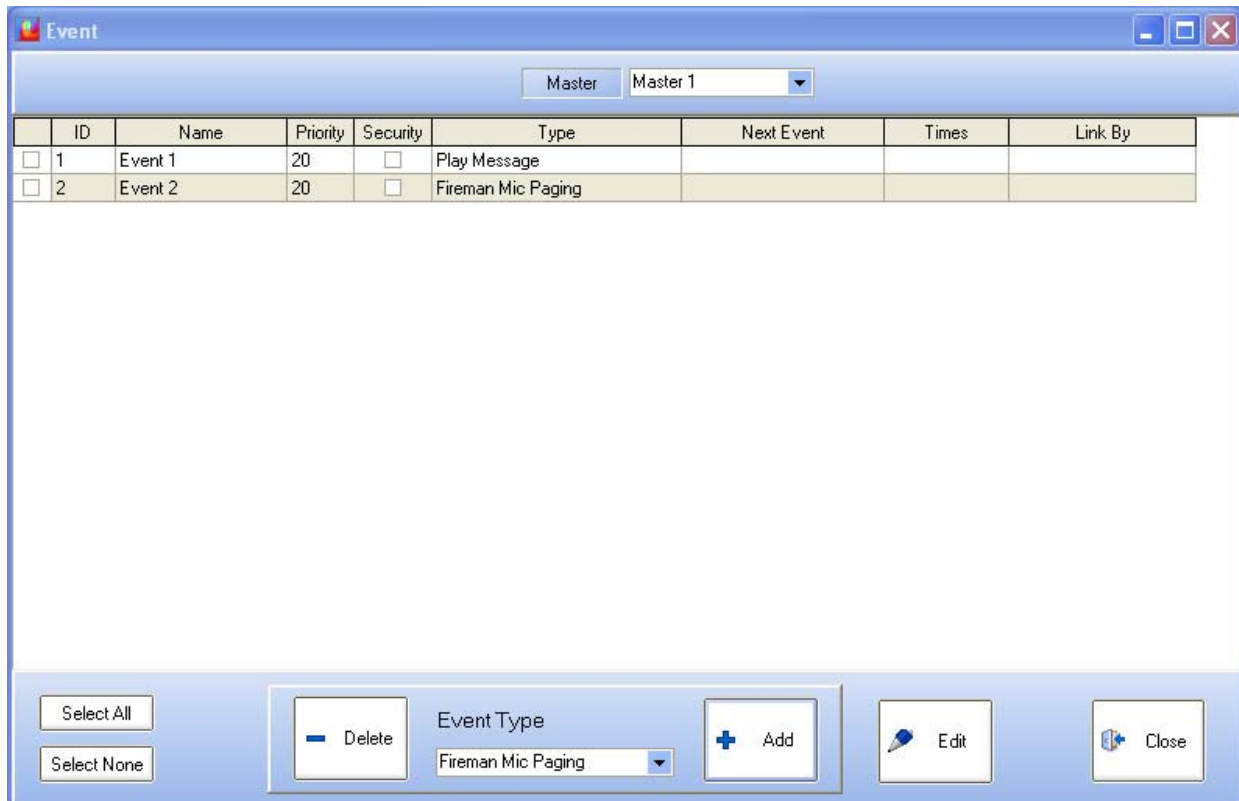 Event
Master Master 1
ID Name Priority Security Type Next Event Times Link By
1 Event 1 20 Play Message
2 Event 2 20 Fireman Mic Paging
Select All
Select None
Delete
Event Type
Fireman Mic Paging
Add
Edit
Close